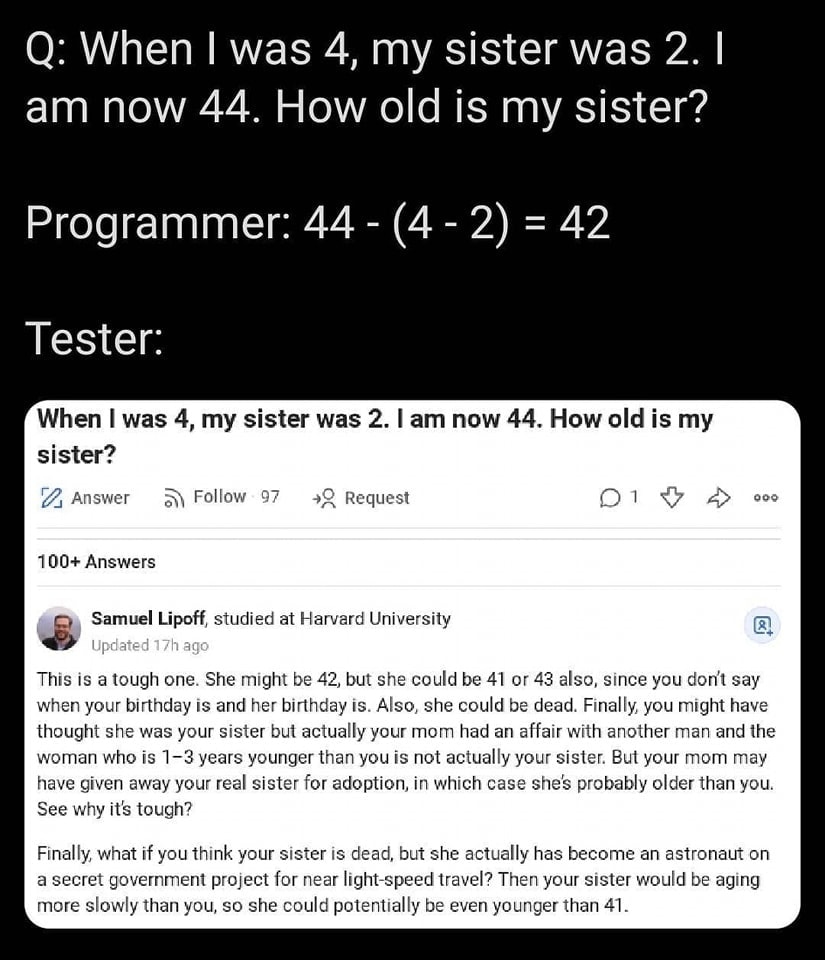 Q: When I was 4, my sister was 2. I
am now 44. How old is my sister?
Programmer: 44 - (4 - 2) = 42
Tester:
When I was 4, my sister was 2. I am now 44. How old is my
sister?
Answer Follow · 97 Request 1
100+ Answers
Samuel Lipoff, studied at Harvard University
Updated 17h ago
This is a tough one. She might be 42, but she could be 41 or 43 also, since you don't say
when your birthday is and her birthday is. Also, she could be dead. Finally, you might have
thought she was your sister but actually your mom had an affair with another man and the
woman who is 1–3 years younger than you is not actually your sister. But your mom may
have given away your real sister for adoption, in which case she's probably older than you.
See why it's tough?
Finally, what if you think your sister is dead, but she actually has become an astronaut on
a secret government project for near light-speed travel? Then your sister would be aging
more slowly than you, so she could potentially be even younger than 41.